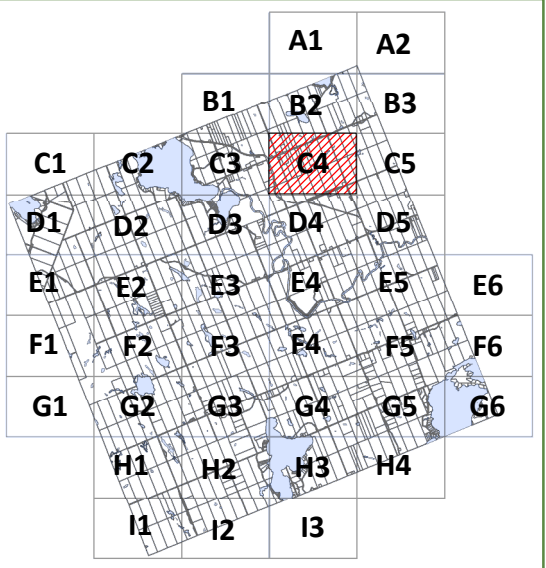 A1 A2
B1 B2 B3
C1 C2 C3 C4 C5
D1 D2 D3 D4 D5
E1 E2 E3 E4 E5 E6
F1 F2 F3 F4 F5 F6
G1 G2 G3 G4 G5 G6
H1 H2 H3 H4
I1 I2 I3